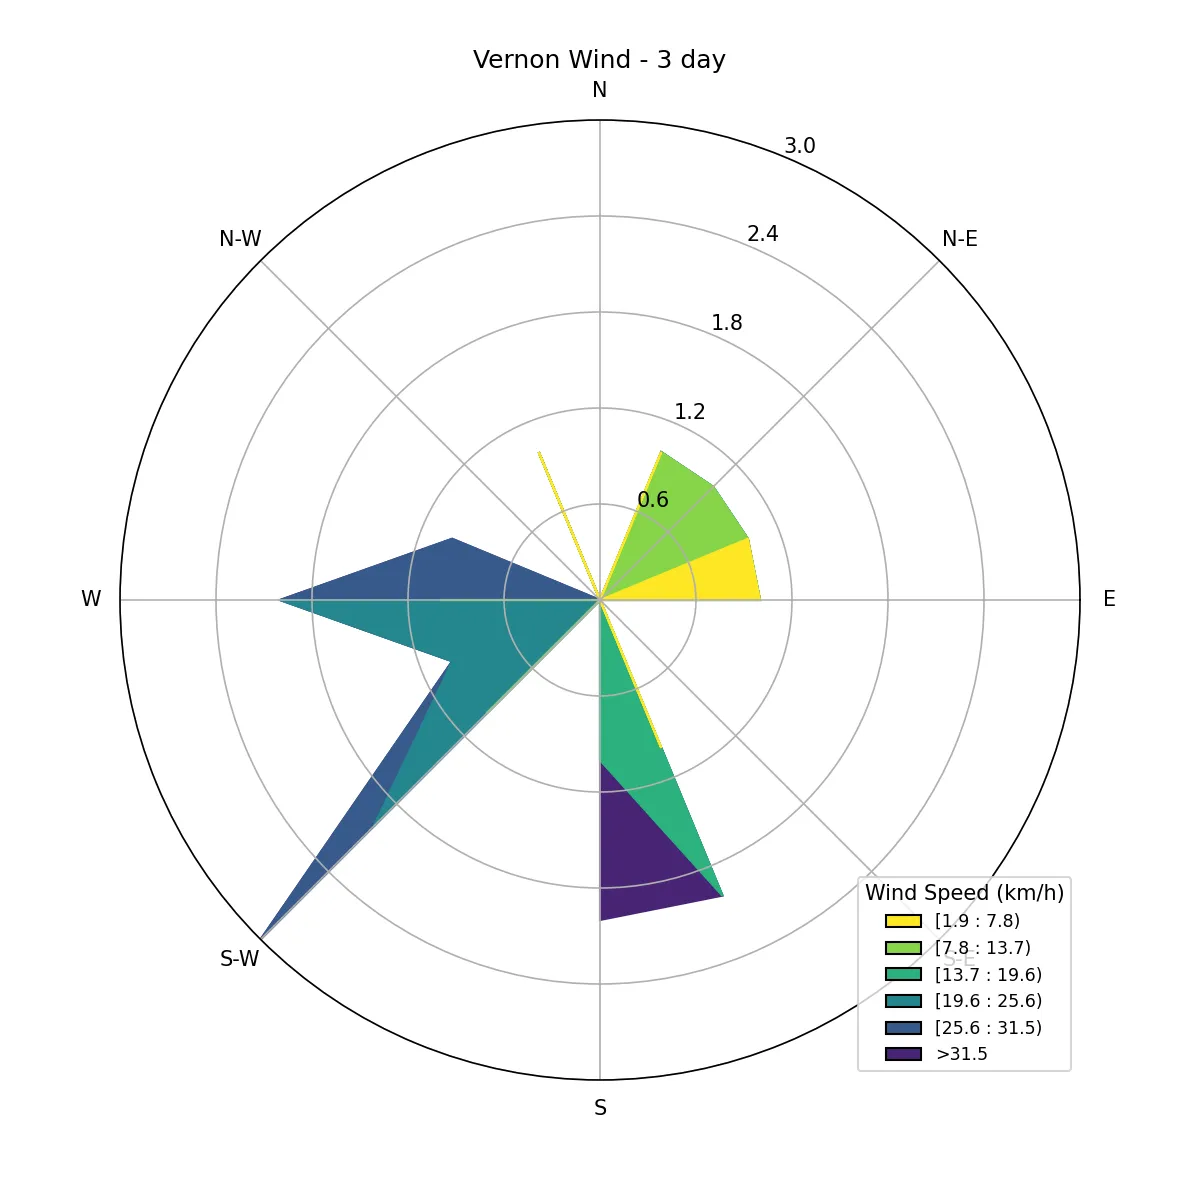 Vernon Wind - 3 day
N
3.0
N-W
2.4
N-E
1.8
1.2
0.6
W
E
S-W
S-E
S
Wind Speed (km/h)
[1.9 : 7.8)
[7.8 : 13.7)
[13.7 : 19.6)
[19.6 : 25.6)
[25.6 : 31.5)
>31.5